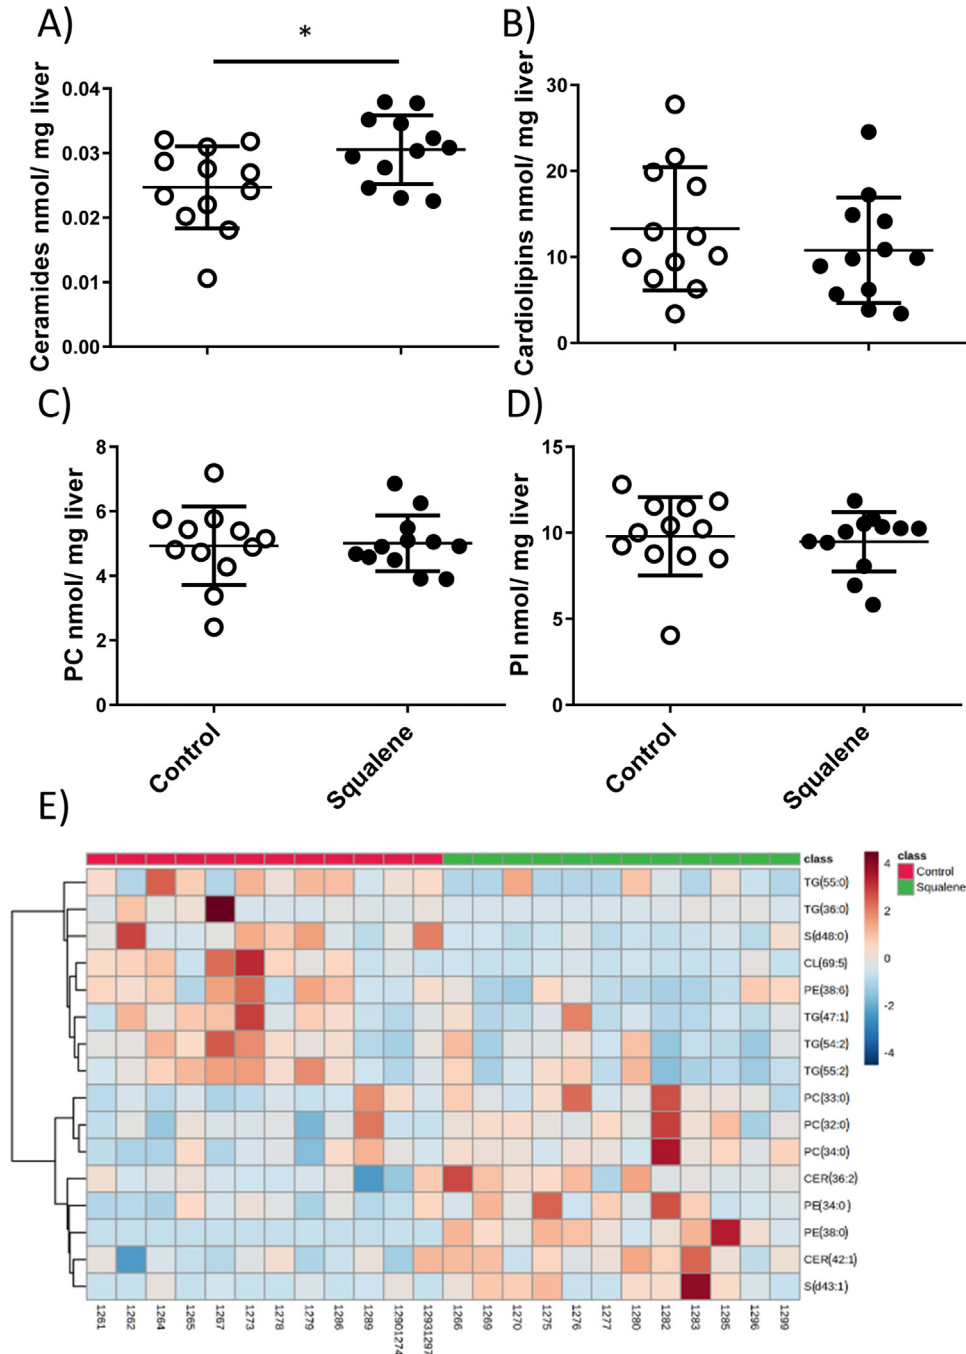 A)
*
Ceramides nmol/ mg liver
0.04
0.03
0.02
0.01
0.00
B)
Cardiolipins nmol/ mg liver
30
20
10
0
C)
PC nmol/ mg liver
8
6
4
2
0
Control
Squalene
D)
PI nmol/ mg liver
15
10
5
0
Control
Squalene
E)
class
class
Control
Squalene
4
2
0
-2
-4
TG(55:0)
TG(36:0)
S(d48:0)
CL(69:5)
PE(38:6)
TG(47:1)
TG(54:2)
TG(55:2)
PC(33:0)
PC(32:0)
PC(34:0)
CER(36:2)
PE(34:0)
PE(38:0)
CER(42:1)
S(d43:1)
1261
1262
1264
1265
1267
1273
1278
1279
1286
1289
12901274
12931297
1266
1269
1270
1275
1276
1277
1280
1282
1283
1285
1296
1299